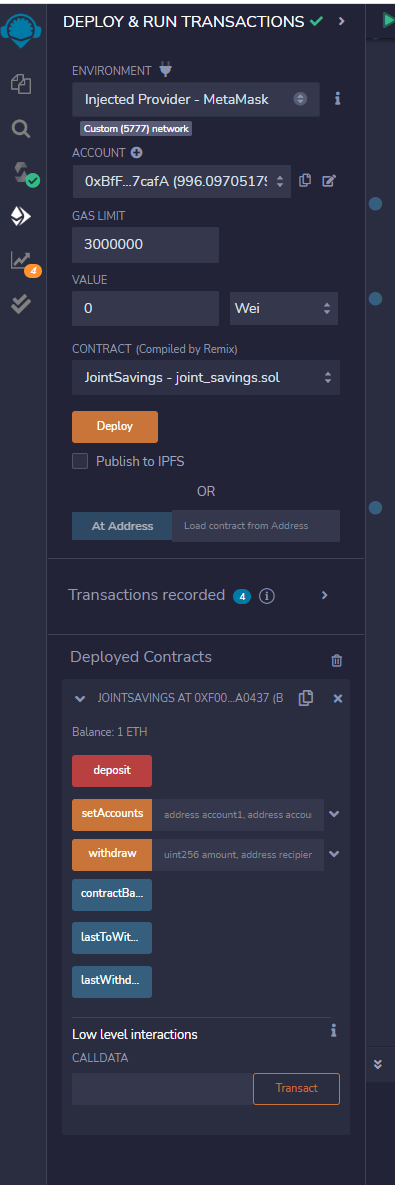 DEPLOY & RUN TRANSACTIONS
ENVIRONMENT
Injected Provider - MetaMask
Custom (5777) network
ACCOUNT
0xBfF...7cafA (996.09705179
GAS LIMIT
3000000
VALUE
0 Wei
CONTRACT (Compiled by Remix)
JointSavings - joint_savings.sol
4
Deploy
Publish to IPFS
OR
At Address Load contract from Address
Transactions recorded 4
Deployed Contracts
JOINTSAVINGS AT 0XF00...A0437 (B
Balance: 1 ETH
deposit
setAccounts address account1, address accou
withdraw uint256 amount, address recipier
contractBa...
lastToWit...
lastWithd...
Low level interactions
CALLDATA
Transact